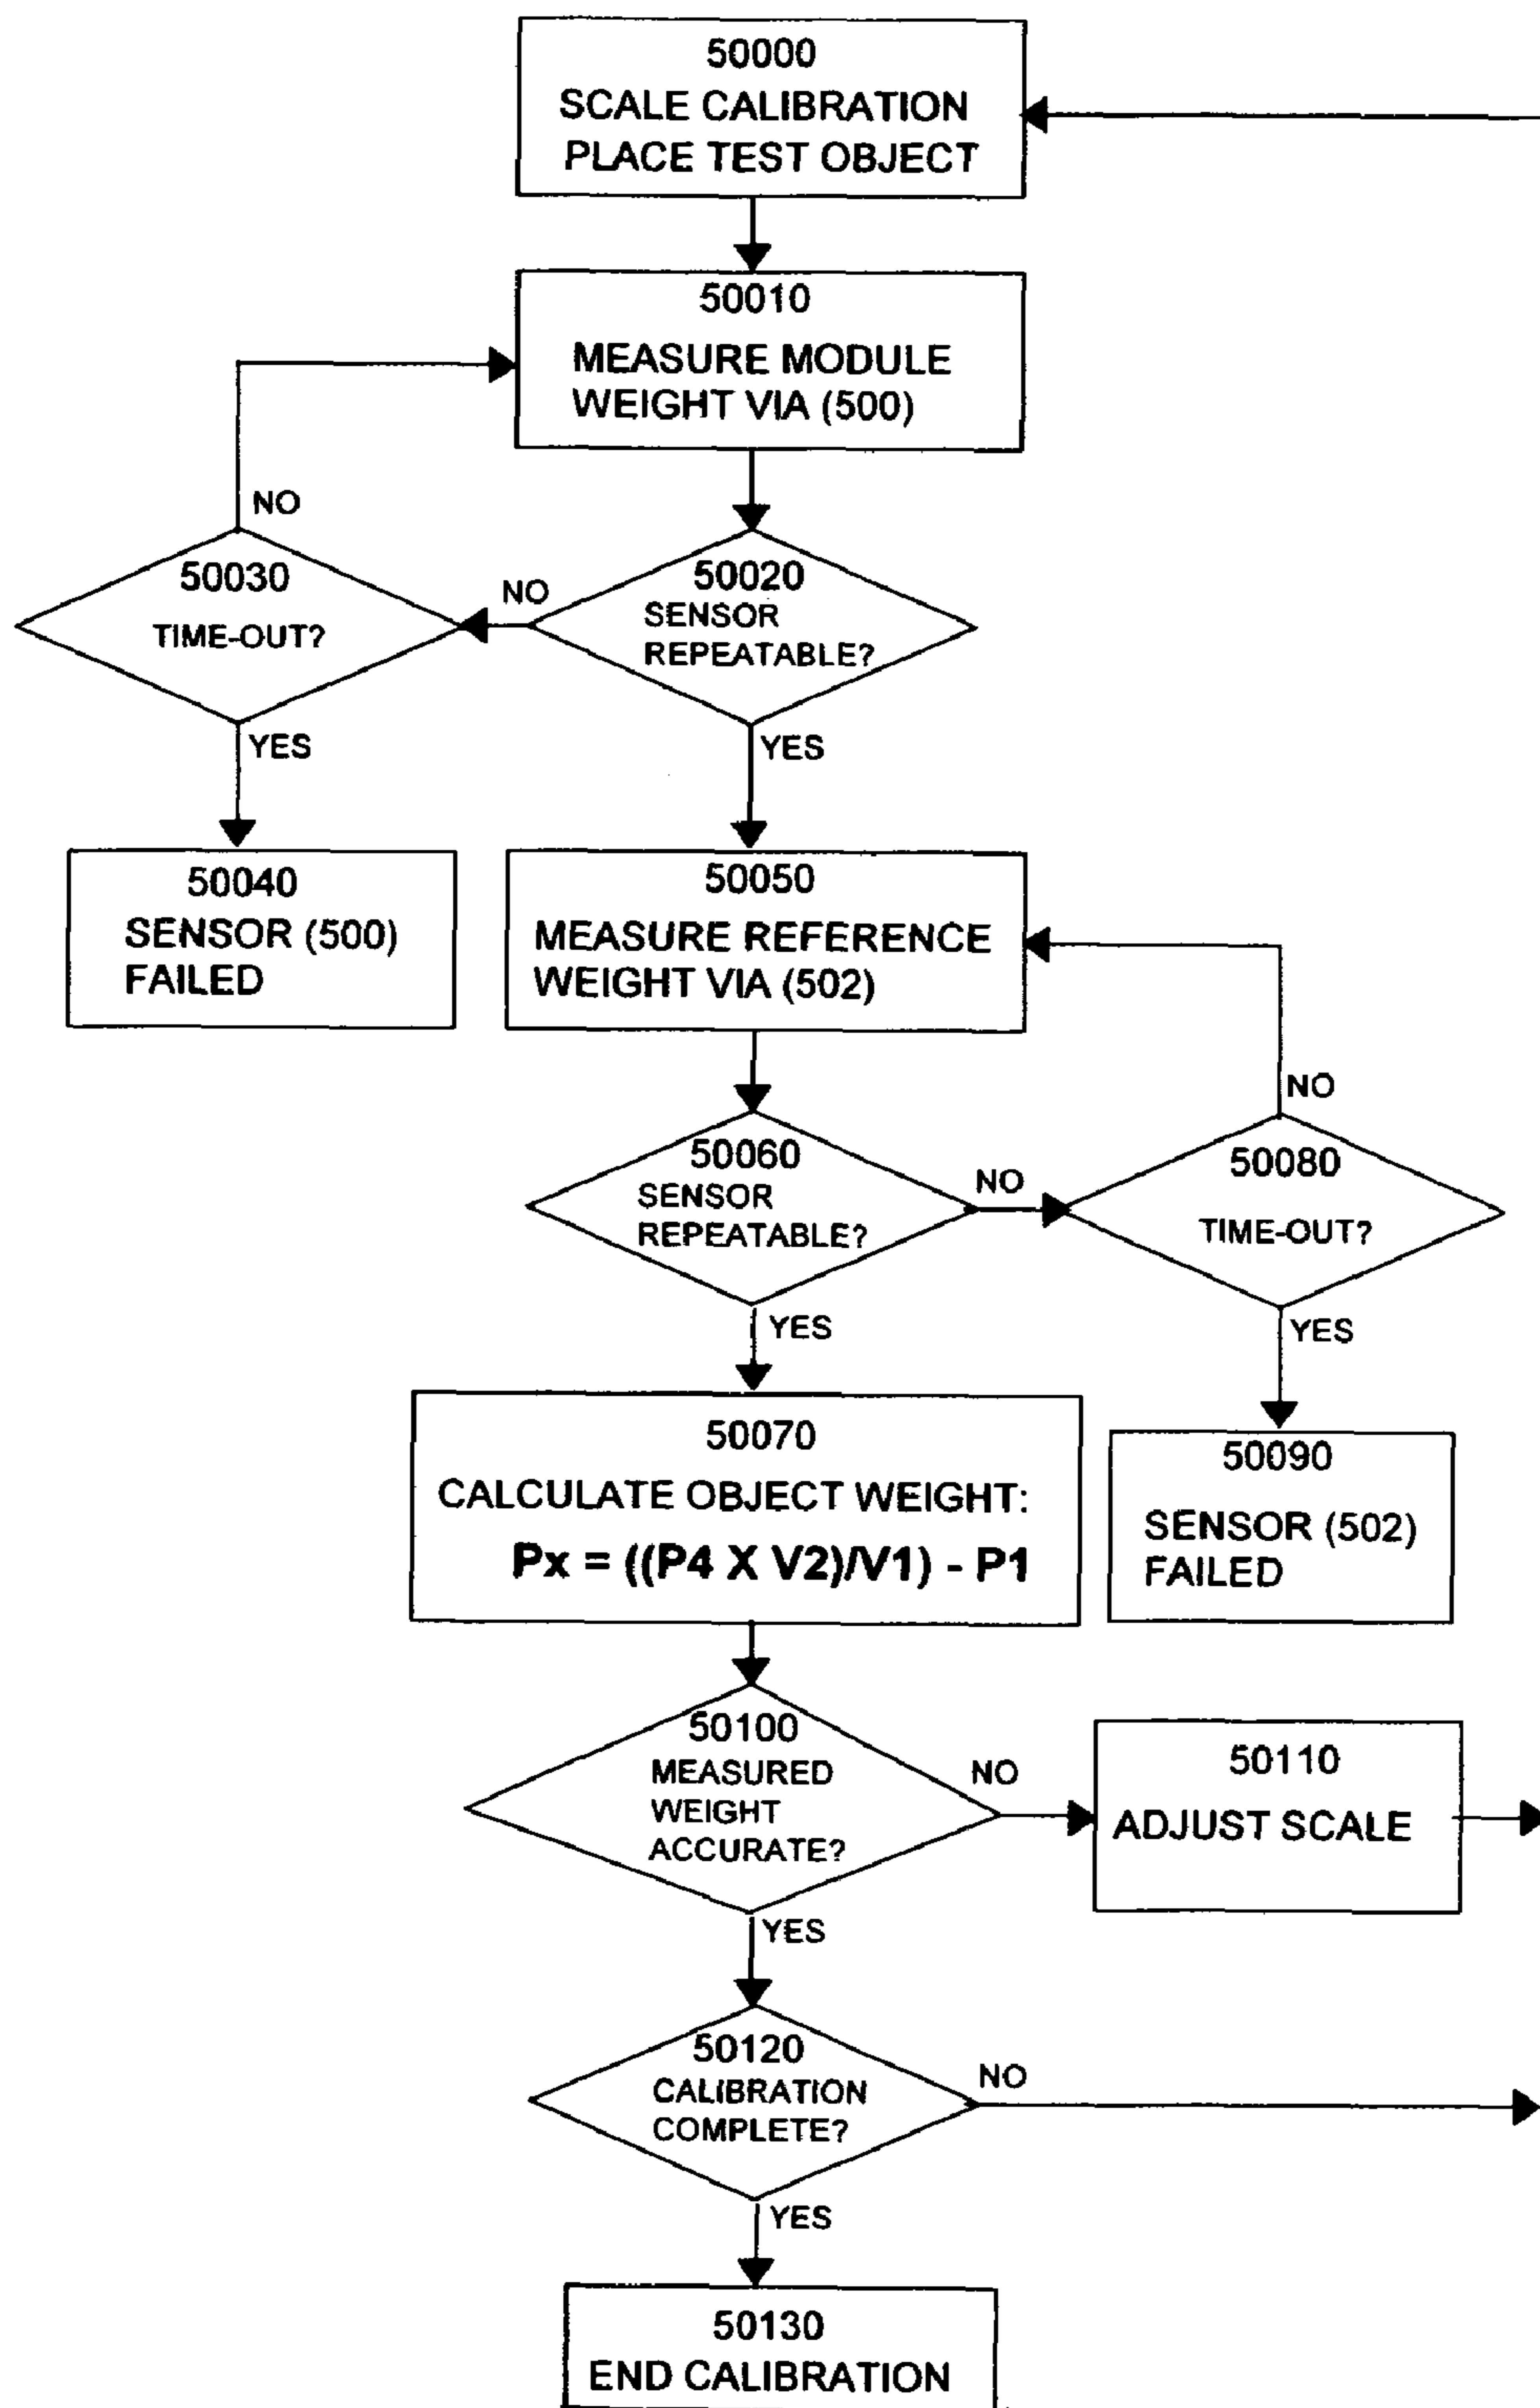 50000
SCALE CALIBRATION
PLACE TEST OBJECT
50010
MEASURE MODULE
WEIGHT VIA (500)
NO
50030
TIME-OUT?
NO
50020
SENSOR
REPEATABLE?
YES
YES
50040
SENSOR (500)
FAILED
50050
MEASURE REFERENCE
WEIGHT VIA (502)
NO
50060
SENSOR
REPEATABLE?
NO
50080
TIME-OUT?
YES
YES
50070
CALCULATE OBJECT WEIGHT:
Px = ((P4 X V2)/V1) - P1
50090
SENSOR (502)
FAILED
50100
MEASURED
WEIGHT
ACCURATE?
NO
50110
ADJUST SCALE
YES
50120
CALIBRATION
COMPLETE?
NO
YES
50130
END CALIBRATION